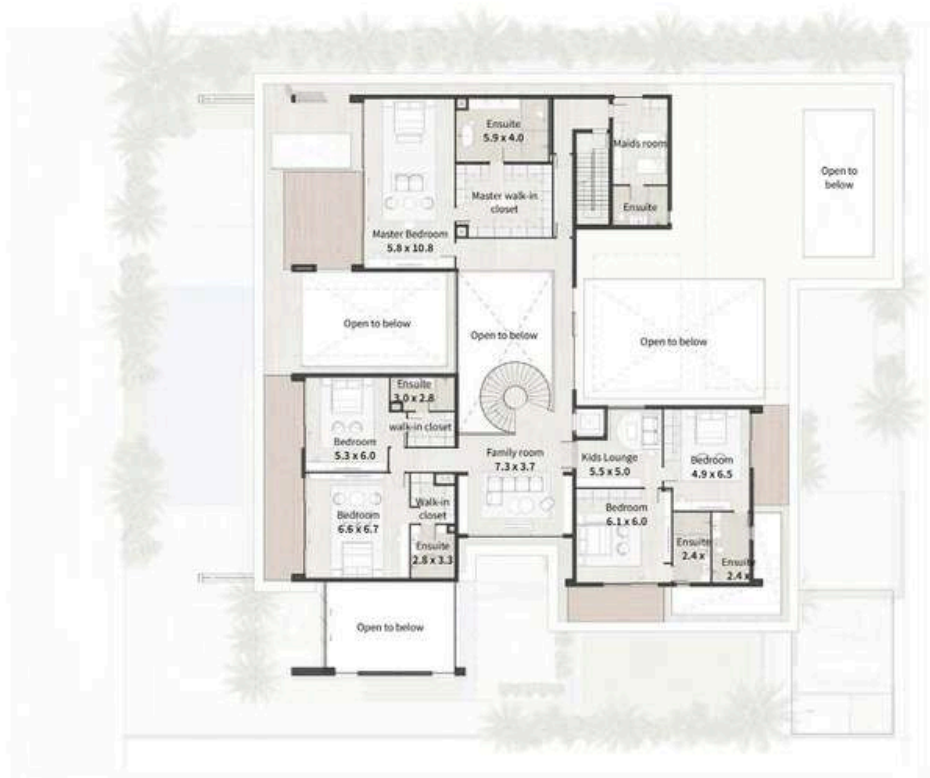 Ensuite
5.9 x 4.0
Maids room
Master walk-in
closet
Ensuite
Open to
below
Master Bedroom
5.8 x 10.8
Open to below
Open to below
Open to below
Ensuite
3.0 x 2.8
walk-in closet
Bedroom
5.3 x 6.0
Family room
7.3 x 3.7
Kids Lounge
5.5 x 5.0
Bedroom
4.9 x 6.5
Walk-in
closet
Bedroom
6.6 x 6.7
Bedroom
6.1 x 6.0
Ensuite
2.8 x 3.3
Ensuite
2.4 x
Ensuite
2.4 x
Open to below